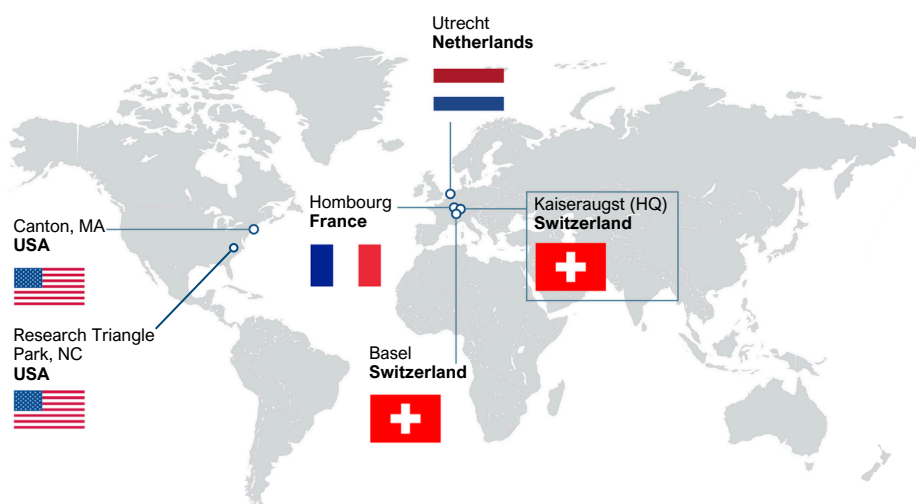 Utrecht
Netherlands
Hombourg
France
Kaiseraugst (HQ)
Switzerland
Canton, MA
USA
Research Triangle
Park, NC
USA
Basel
Switzerland